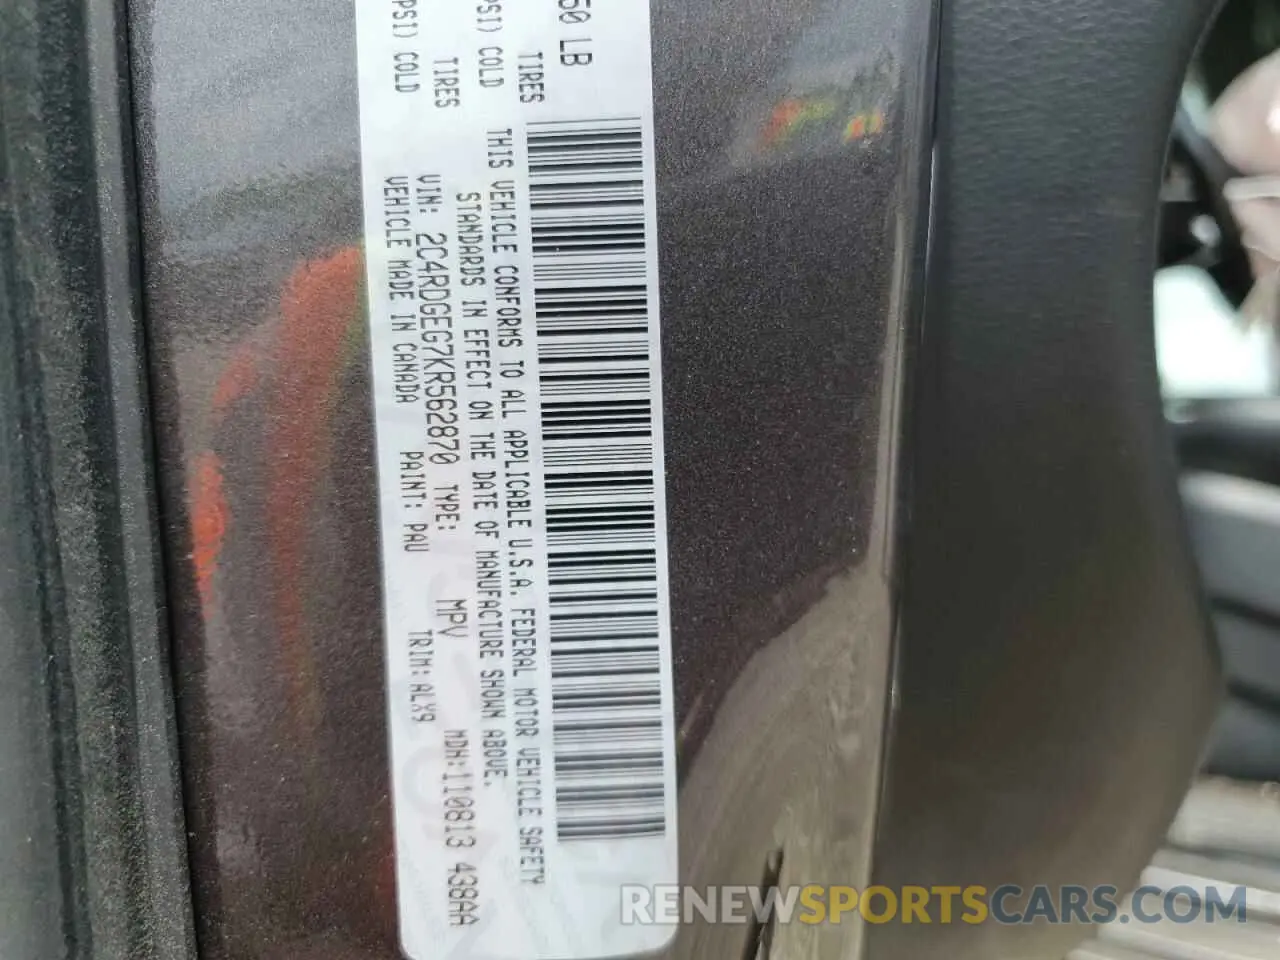 50 LB
TIRES
PSI) COLD
TIRES
PSI) COLD
THIS VEHICLE CONFORMS TO ALL APPLICABLE U.S.A. FEDERAL MOTOR VEHICLE SAFETY
STANDARDS IN EFFECT ON THE DATE OF MANUFACTURE SHOWN ABOVE.
VIN: 2C4RDGEG7KR562870 TYPE: MPV MDH:110813 438AA
VEHICLE MADE IN CANADA PAINT: PAU TRIM: ALX9
RENEWSPORTSCARS.COM